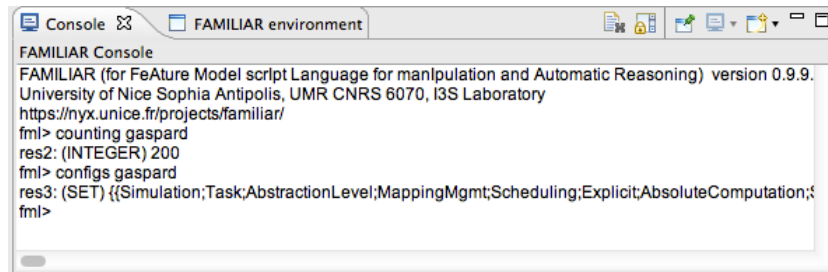 Console FAMILIAR environment
FAMILIAR Console
FAMILIAR (for FeAture Model scrIpt Language for manIpulation and Automatic Reasoning) version 0.9.9.
University of Nice Sophia Antipolis, UMR CNRS 6070, I3S Laboratory
https://nyx.unice.fr/projects/familiar/
fml> counting gaspard
res2: (INTEGER) 200
fml> configs gaspard
res3: (SET) {{Simulation;Task;AbstractionLevel;MappingMgmt;Scheduling;Explicit;AbsoluteComputation;
fml>